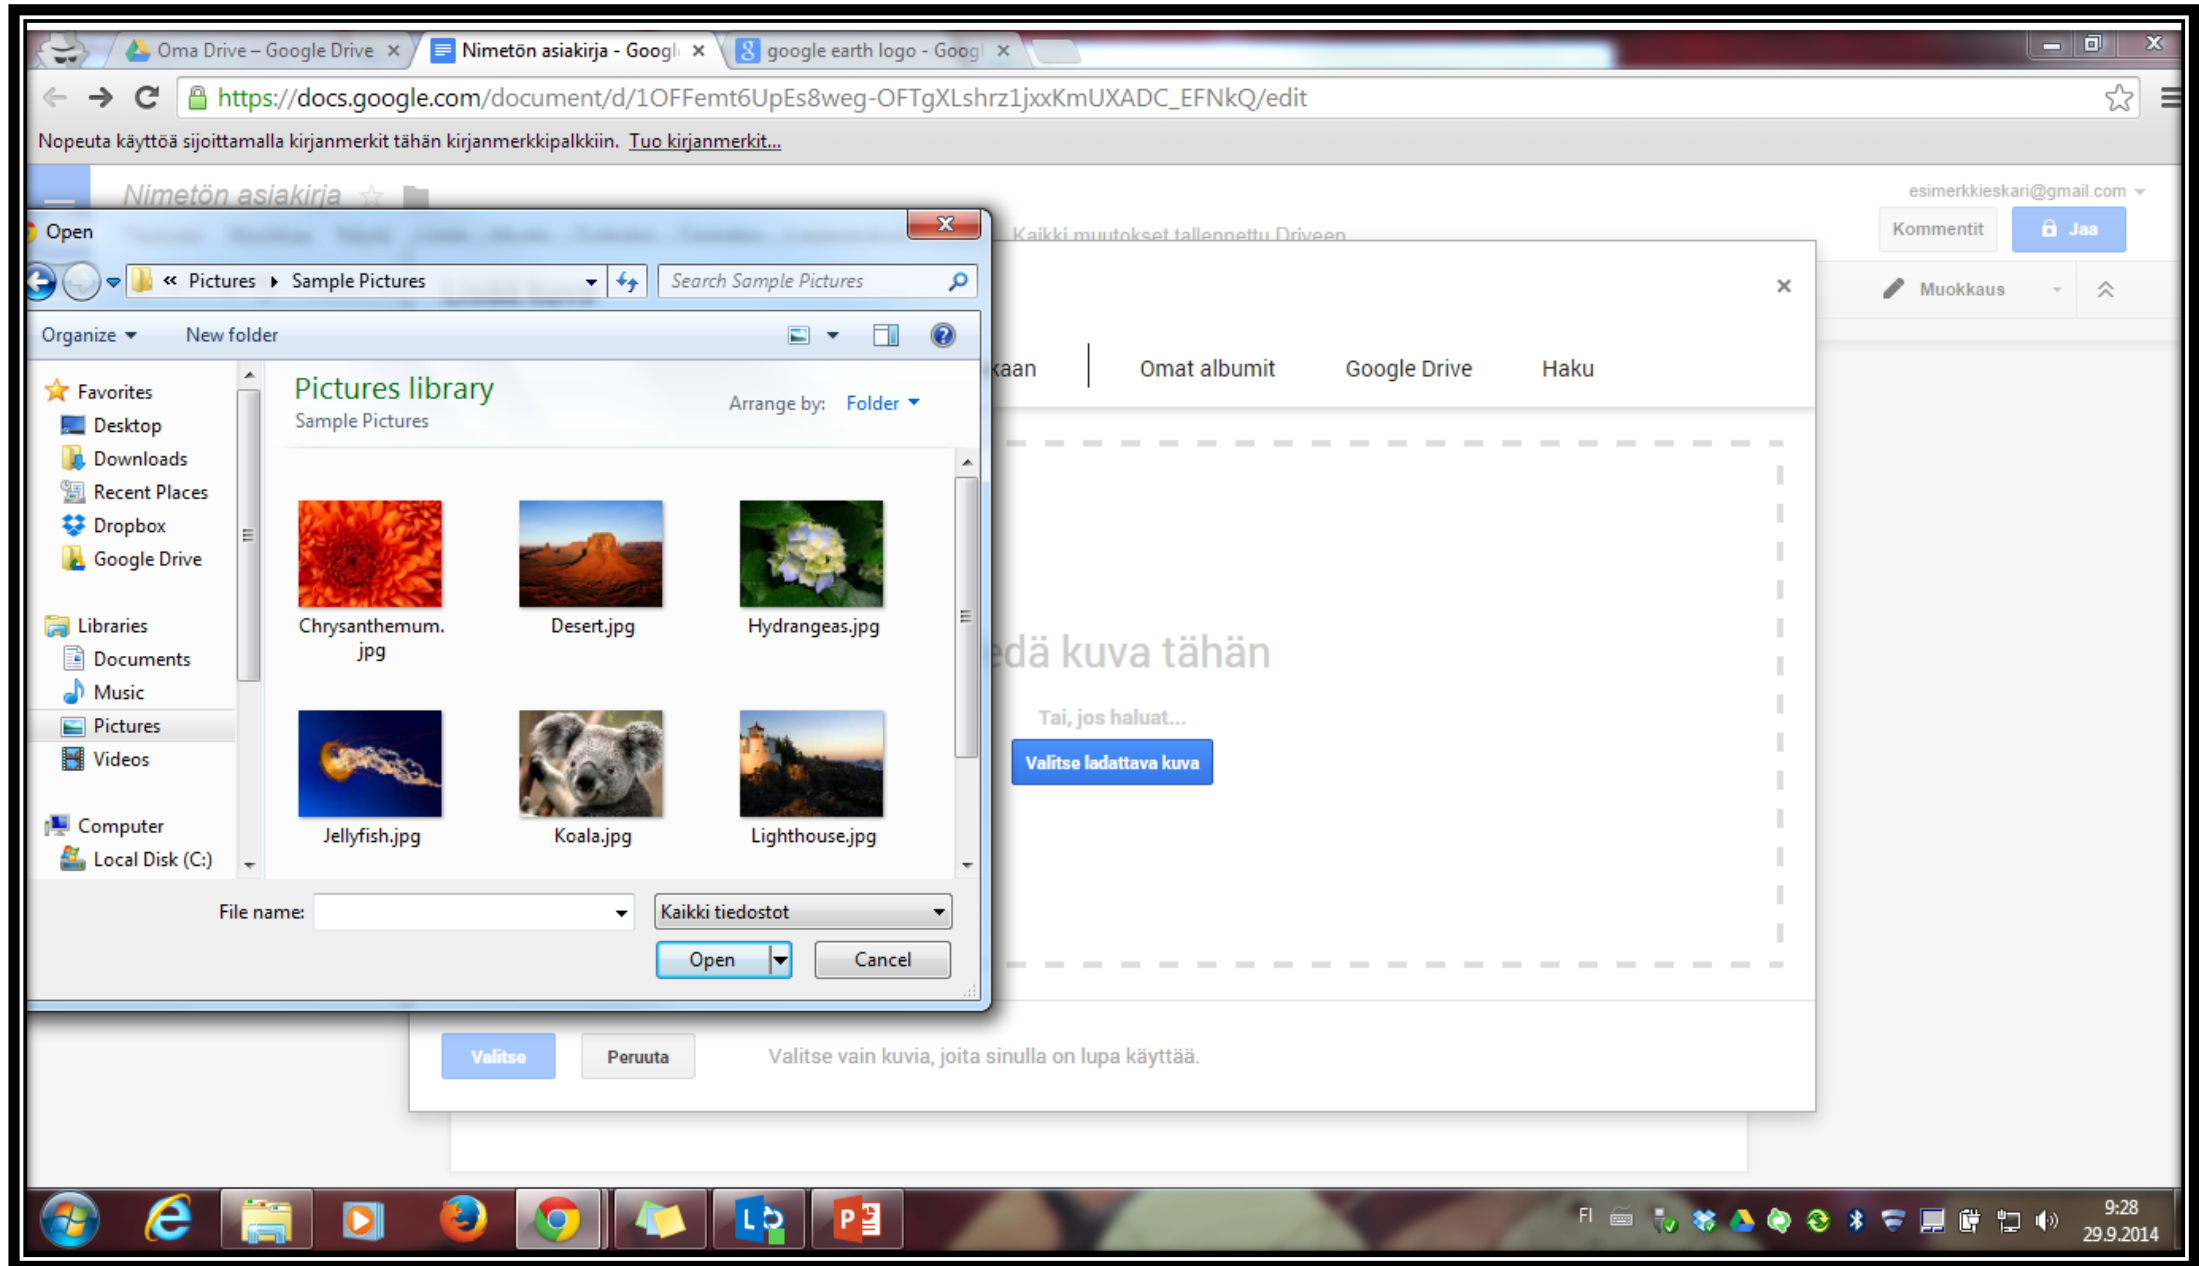 Oma Drive – Google Drive
Nimetön asiakirja - Googl
google earth logo - Googl
https://docs.google.com/document/d/1OFFemt6UpEs8weg-OFTgXLshrz1jxxKmUXADC_EFNkQ/edit
Nopeuta käyttöä sijoittamalla kirjanmerkit tähän kirjanmerkkipalkkiin. Tuo kirjanmerkit...
Nimetön asiakirja
esimerkkieskari@gmail.com
Kaikki muutokset tallennettu Driveen
Kommentit
Jaa
Muokkaus
Open
« Pictures ▸ Sample Pictures
Search Sample Pictures
Organize
New folder
Favorites
Desktop
Downloads
Recent Places
Dropbox
Google Drive
Libraries
Documents
Music
Pictures
Videos
Computer
Local Disk (C:)
Pictures library
Sample Pictures
Arrange by: Folder
Chrysanthemum.
jpg
Desert.jpg
Hydrangeas.jpg
Jellyfish.jpg
Koala.jpg
Lighthouse.jpg
File name:
Kaikki tiedostot
Open
Cancel
kaan
Omat albumit
Google Drive
Haku
edä kuva tähän
Tai, jos haluat...
Valitse ladattava kuva
Valitse
Peruuta
Valitse vain kuvia, joita sinulla on lupa käyttää.
FI
9:28
29.9.2014